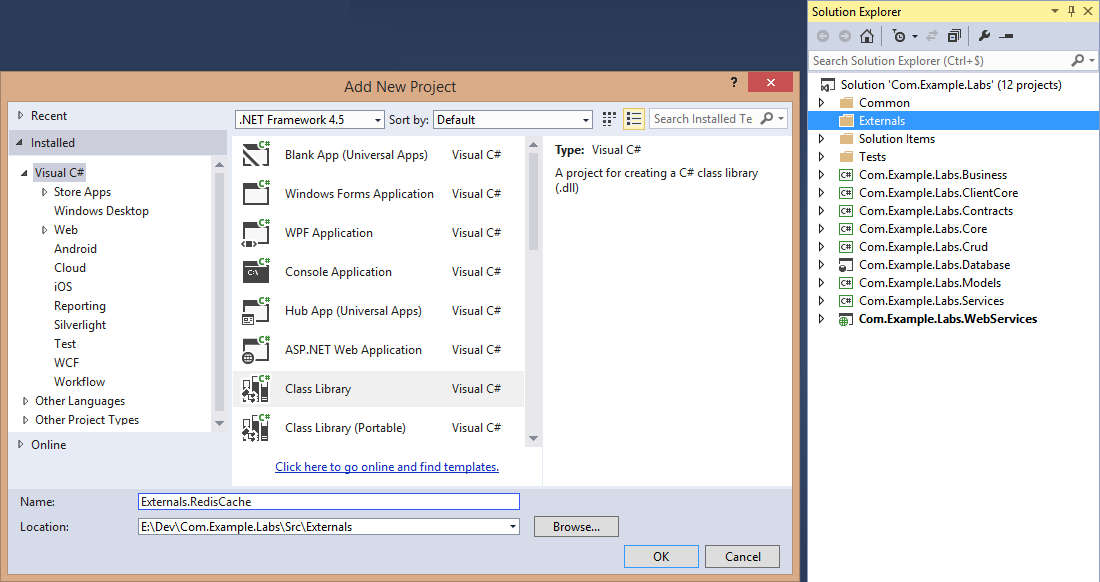 Add New Project
?
Recent
Installed
Visual C#
Store Apps
Windows Desktop
Web
Android
Cloud
iOS
Reporting
Silverlight
Test
WCF
Workflow
Other Languages
Other Project Types
Online
.NET Framework 4.5
Sort by: Default
Search Installed Te
Blank App (Universal Apps) Visual C#
Windows Forms Application Visual C#
WPF Application Visual C#
Console Application Visual C#
Hub App (Universal Apps) Visual C#
ASP.NET Web Application Visual C#
Class Library Visual C#
Class Library (Portable) Visual C#
Click here to go online and find templates.
Type: Visual C#
A project for creating a C# class library
(.dll)
Name: Externals.RedisCache
Location: E:\Dev\Com.Example.Labs\Src\Externals
Browse...
OK Cancel
Solution Explorer
Search Solution Explorer (Ctrl+$)
Solution 'Com.Example.Labs' (12 projects)
Common
Externals
Solution Items
Tests
C# Com.Example.Labs.Business
C# Com.Example.Labs.ClientCore
C# Com.Example.Labs.Contracts
C# Com.Example.Labs.Core
C# Com.Example.Labs.Crud
Com.Example.Labs.Database
C# Com.Example.Labs.Models
C# Com.Example.Labs.Services
Com.Example.Labs.WebServices